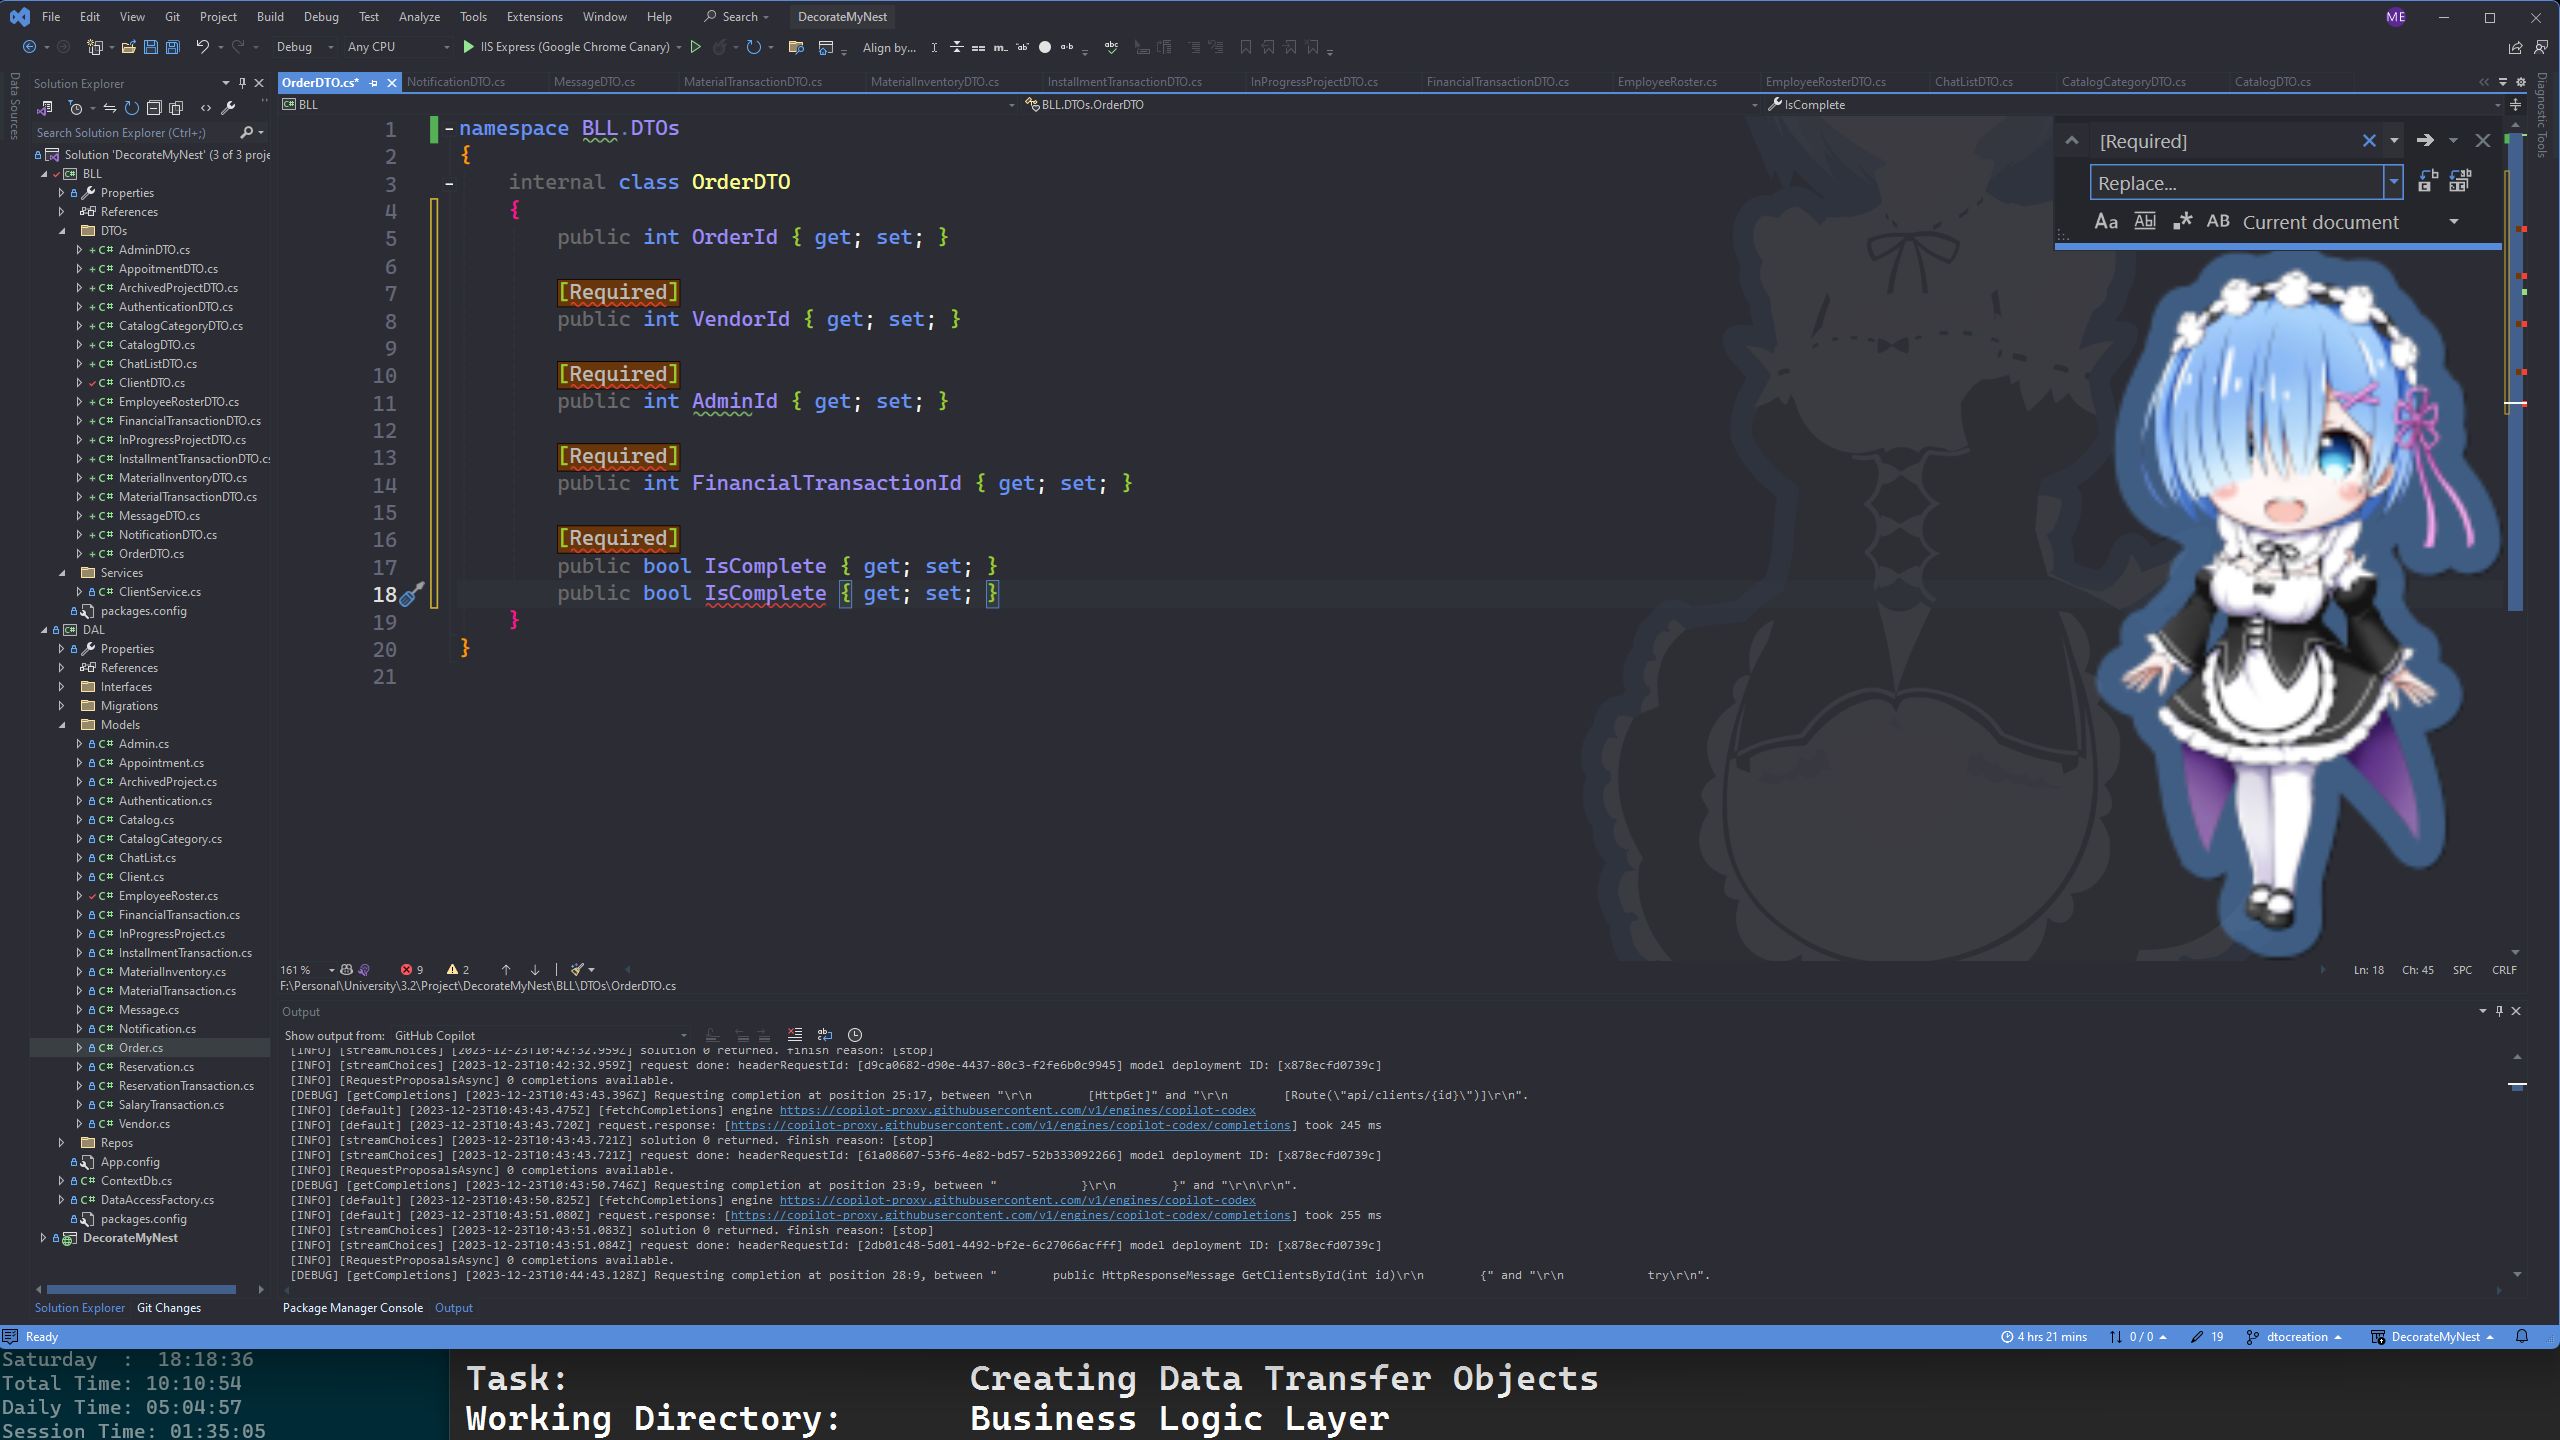 File Edit View Git Project Build Debug Test Analyze Tools Extensions Window Help Search DecorateMyNest ME
Debug Any CPU IIS Express (Google Chrome Canary) Align by...
Data Sources
Solution Explorer
Search Solution Explorer (Ctrl+;)
Solution 'DecorateMyNest' (3 of 3 proje
BLL
Properties
References
DTOs
AdminDTO.cs
AppoitmentDTO.cs
ArchivedProjectDTO.cs
AuthenticationDTO.cs
CatalogCategoryDTO.cs
CatalogDTO.cs
ChatListDTO.cs
ClientDTO.cs
EmployeeRosterDTO.cs
FinancialTransactionDTO.cs
InProgressProjectDTO.cs
InstallmentTransactionDTO.cs
MaterialInventoryDTO.cs
MaterialTransactionDTO.cs
MessageDTO.cs
NotificationDTO.cs
OrderDTO.cs
Services
ClientService.cs
packages.config
DAL
Properties
References
Interfaces
Migrations
Models
Admin.cs
Appointment.cs
ArchivedProject.cs
Authentication.cs
Catalog.cs
CatalogCategory.cs
ChatList.cs
Client.cs
EmployeeRoster.cs
FinancialTransaction.cs
InProgressProject.cs
InstallmentTransaction.cs
MaterialInventory.cs
MaterialTransaction.cs
Message.cs
Notification.cs
Order.cs
Reservation.cs
ReservationTransaction.cs
SalaryTransaction.cs
Vendor.cs
Repos
App.config
ContextDb.cs
DataAccessFactory.cs
packages.config
DecorateMyNest
Solution Explorer Git Changes
OrderDTO.cs* NotificationDTO.cs MessageDTO.cs MaterialTransactionDTO.cs MaterialInventoryDTO.cs InstallmentTransactionDTO.cs InProgressProjectDTO.cs FinancialTransactionDTO.cs EmployeeRoster.cs EmployeeRosterDTO.cs ChatListDTO.cs CatalogCategoryDTO.cs CatalogDTO.cs
BLL BLL.DTOs.OrderDTO IsComplete
1 namespace BLL.DTOs
2 {
3 internal class OrderDTO
4 {
5 public int OrderId { get; set; }
6
7 [Required]
8 public int VendorId { get; set; }
9
10 [Required]
11 public int AdminId { get; set; }
12
13 [Required]
14 public int FinancialTransactionId { get; set; }
15
16 [Required]
17 public bool IsComplete { get; set; }
18 public bool IsComplete { get; set; }
19 }
20 }
21
[Required]
Replace...
Aa Abl .* AB Current document
Diagnostic Tools
161 % 9 2 Ln: 18 Ch: 45 SPC CRLF
F:\Personal\University\3.2\Project\DecorateMyNest\BLL\DTOs\OrderDTO.cs
Output
Show output from: GitHub Copilot
[INFO] [streamChoices] [2023-12-23T10:42:32.959Z] solution 0 returned. finish reason: [stop]
[INFO] [streamChoices] [2023-12-23T10:42:32.959Z] request done: headerRequestId: [d9ca0682-d90e-4437-80c3-f2fe6b0c9945] model deployment ID: [x878ecfd0739c]
[INFO] [RequestProposalsAsync] 0 completions available.
[DEBUG] [getCompletions] [2023-12-23T10:43:43.396Z] Requesting completion at position 25:17, between "\r\n [HttpGet]" and "\r\n [Route(\"api/clients/{id}\")]\r\n".
[INFO] [default] [2023-12-23T10:43:43.475Z] [fetchCompletions] engine https://copilot-proxy.githubusercontent.com/v1/engines/copilot-codex
[INFO] [default] [2023-12-23T10:43:43.720Z] request.response: [https://copilot-proxy.githubusercontent.com/v1/engines/copilot-codex/completions] took 245 ms
[INFO] [streamChoices] [2023-12-23T10:43:43.721Z] solution 0 returned. finish reason: [stop]
[INFO] [streamChoices] [2023-12-23T10:43:43.721Z] request done: headerRequestId: [61a08607-53f6-4e82-bd57-52b333092266] model deployment ID: [x878ecfd0739c]
[INFO] [RequestProposalsAsync] 0 completions available.
[DEBUG] [getCompletions] [2023-12-23T10:43:50.746Z] Requesting completion at position 23:9, between " }\r\n }" and "\r\n\r\n".
[INFO] [default] [2023-12-23T10:43:50.825Z] [fetchCompletions] engine https://copilot-proxy.githubusercontent.com/v1/engines/copilot-codex
[INFO] [default] [2023-12-23T10:43:51.080Z] request.response: [https://copilot-proxy.githubusercontent.com/v1/engines/copilot-codex/completions] took 255 ms
[INFO] [streamChoices] [2023-12-23T10:43:51.083Z] solution 0 returned. finish reason: [stop]
[INFO] [streamChoices] [2023-12-23T10:43:51.084Z] request done: headerRequestId: [2db01c48-5d01-4492-bf2e-6c27066acfff] model deployment ID: [x878ecfd0739c]
[INFO] [RequestProposalsAsync] 0 completions available.
[DEBUG] [getCompletions] [2023-12-23T10:44:43.128Z] Requesting completion at position 28:9, between " public HttpResponseMessage GetClientsById(int id)\r\n {" and "\r\n try\r\n".
Package Manager Console Output
Ready 4 hrs 21 mins 0 / 0 19 dtocreation DecorateMyNest
Saturday : 18:18:36
Total Time: 10:10:54
Daily Time: 05:04:57
Session Time: 01:35:05
Task: Creating Data Transfer Objects
Working Directory: Business Logic Layer